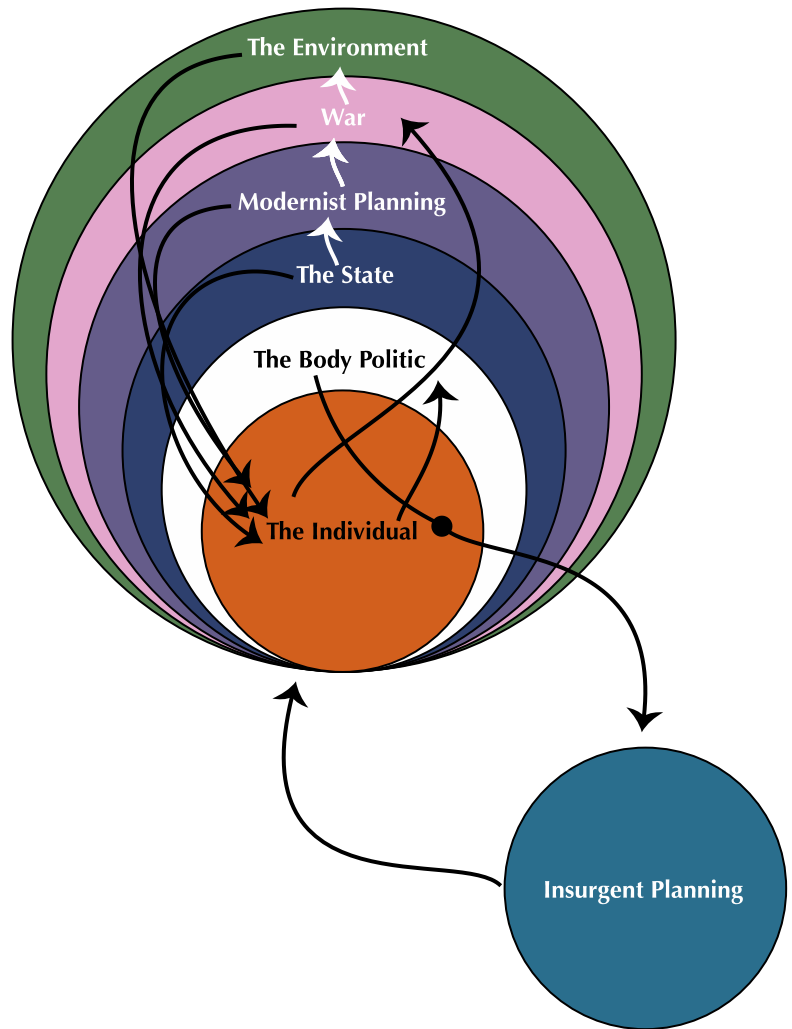 The Environment
War
Modernist Planning
The State
The Body Politic
The Individual
Insurgent Planning